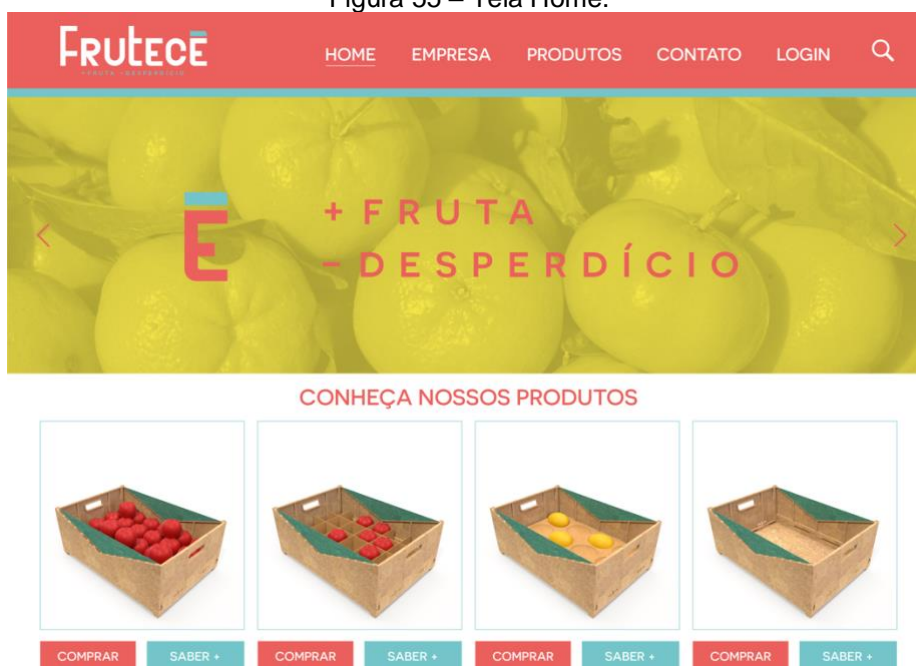 Figura 55 – Tela Home.
FRUTECĒ
+FRUTA -DESPERDÍCIO
HOME EMPRESA PRODUTOS CONTATO LOGIN
Ē + FRUTA
- DESPERDÍCIO
CONHEÇA NOSSOS PRODUTOS
COMPRAR SABER + COMPRAR SABER + COMPRAR SABER + COMPRAR SABER +